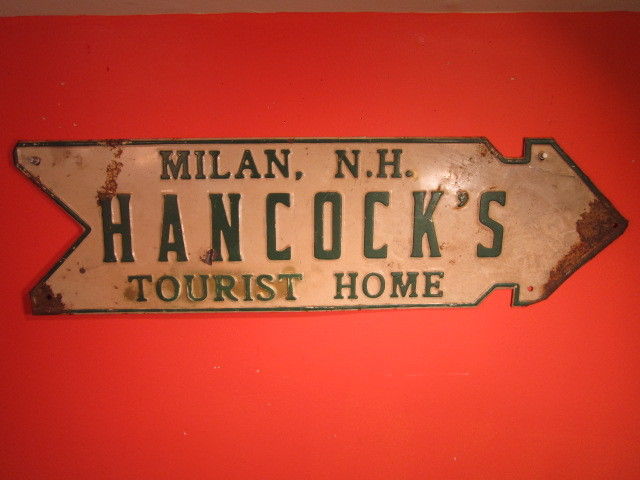 MILAN, N.H.
HANCOCK'S
TOURIST HOME